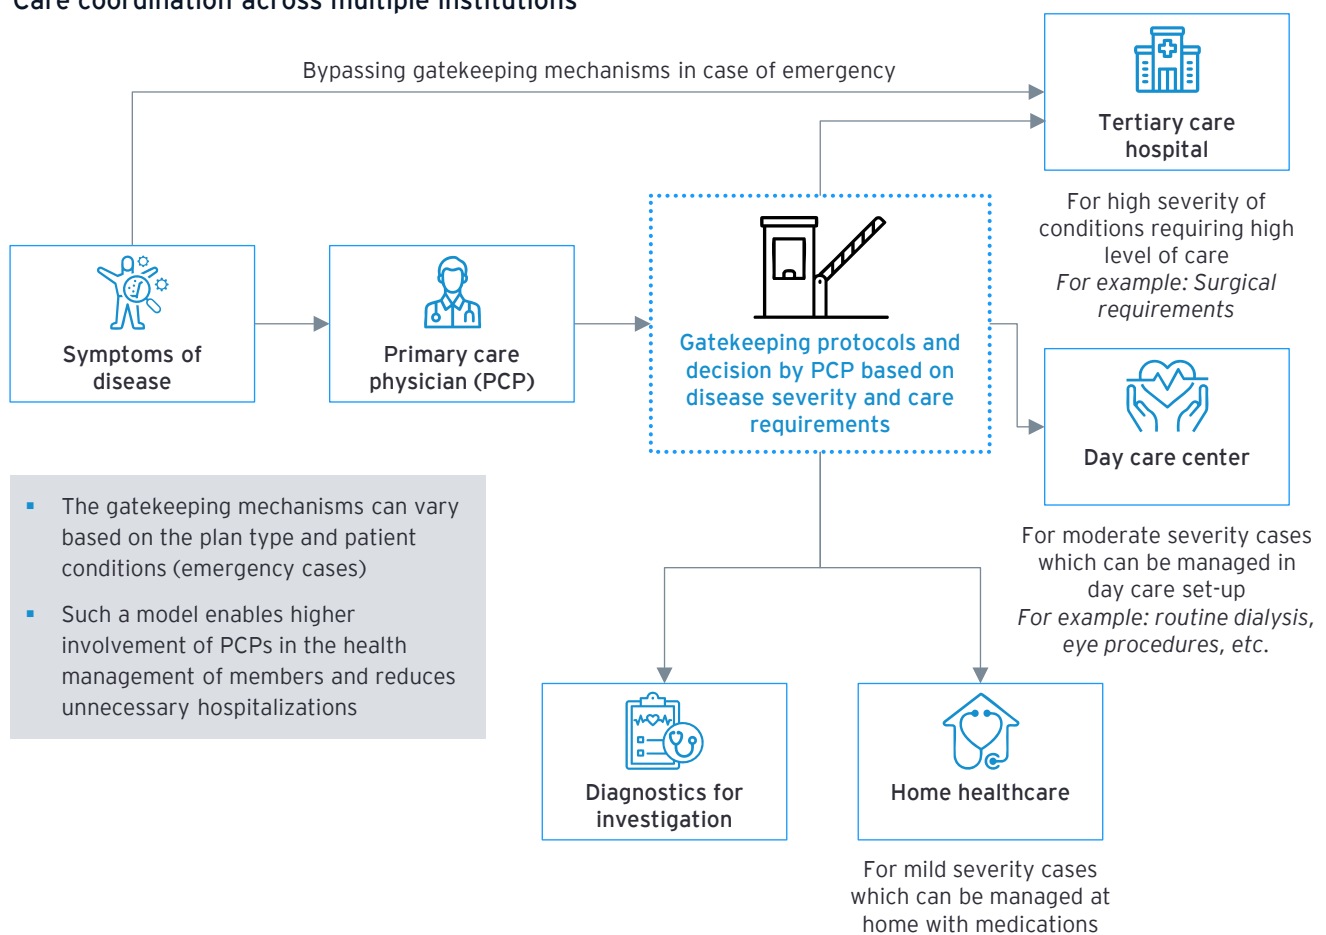 Care coordination across multiple institutions
Bypassing gatekeeping mechanisms in case of emergency
Tertiary care
hospital
For high severity of
conditions requiring high
level of care
For example: Surgical
requirements
Symptoms of
disease
Primary care
physician (PCP)
Gatekeeping protocols and
decision by PCP based on
disease severity and care
requirements
Day care center
For moderate severity cases
which can be managed in
day care set-up
For example: routine dialysis,
eye procedures, etc.
▪ The gatekeeping mechanisms can vary
based on the plan type and patient
conditions (emergency cases)
▪ Such a model enables higher
involvement of PCPs in the health
management of members and reduces
unnecessary hospitalizations
Diagnostics for
investigation
Home healthcare
For mild severity cases
which can be managed at
home with medications